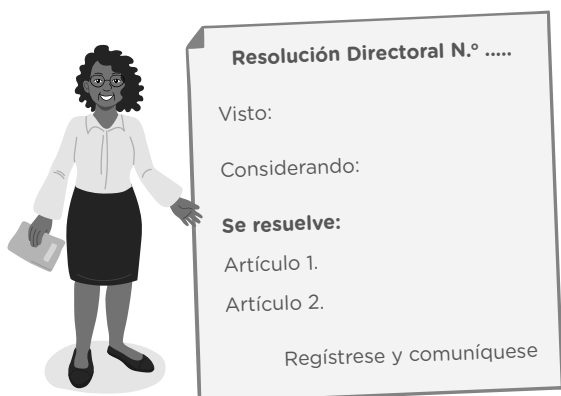 Resolución Directoral N.° .....
Visto:
Considerando:
Se resuelve:
Artículo 1.
Artículo 2.
Regístrese y comuníquese